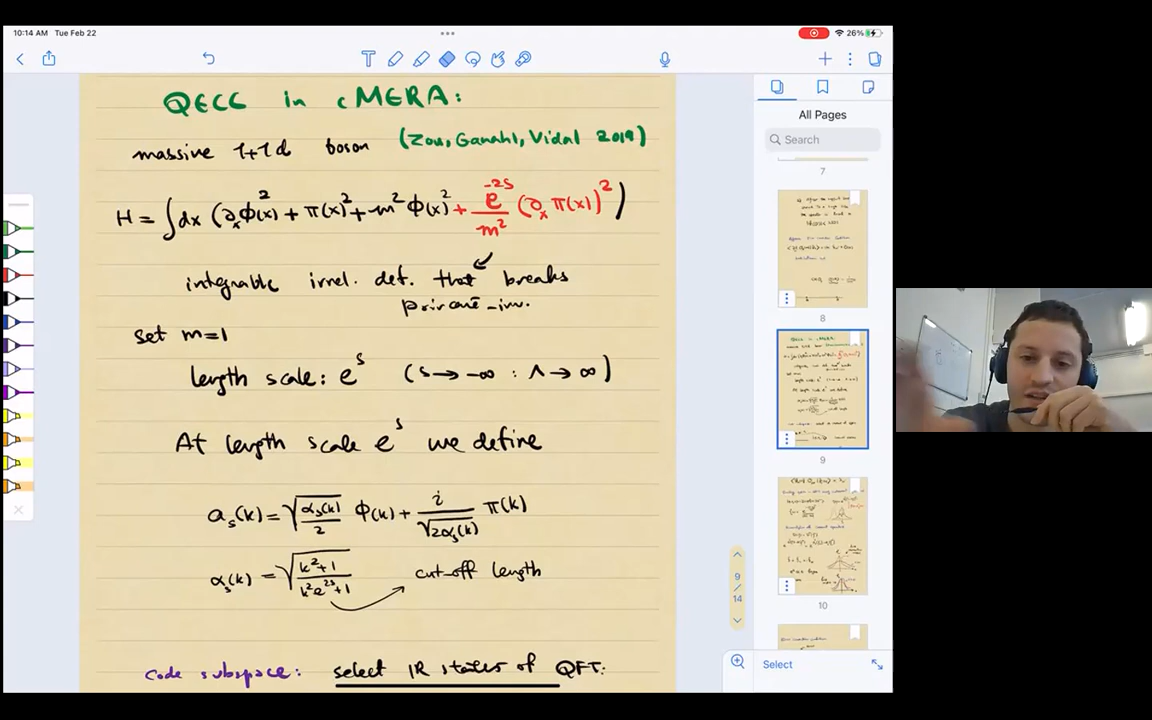 10:14 AM Tue Feb 22
26%
QECC in cMERA:
massive 1+1d boson (Zou, Ganahl, Vidal 2019)
H = ∫dx (∂ₓϕ(x)² + π(x)² + m²ϕ(x)² + e^{-2s}/m² (∂ₓπ(x))²)
integrable irrel. def. that breaks
poincaré-inv.
set m=1
length scale: e^s (s→-∞ : Λ→∞)
At length scale e^s we define
a_s(k) = √(α_s(k)/2) ϕ(k) + i/√(2α_s(k)) π(k)
α_s(k) = √((k²+1)/(k²e^{2s}+1)) cut-off length
code subspace: select IR states of QFT:
All Pages
Search
7
8
9
10
9
/
14
Select